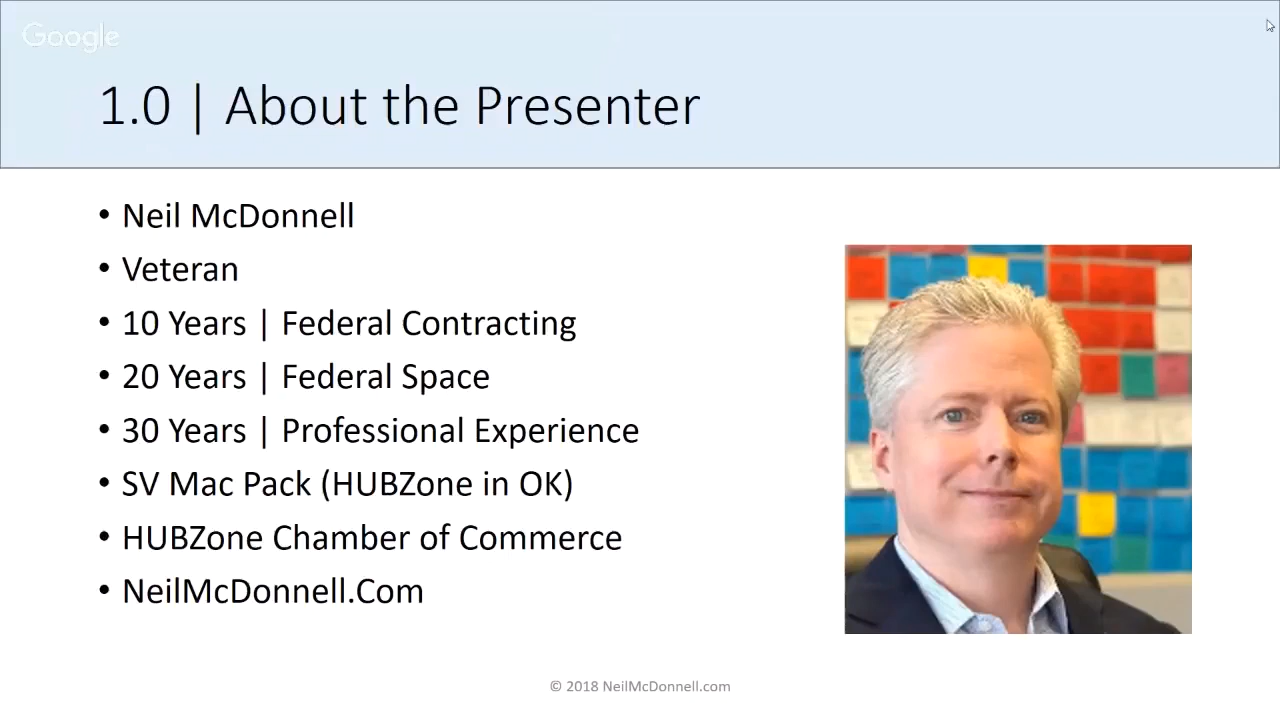 Google
1.0 | About the Presenter
• Neil McDonnell
• Veteran
• 10 Years | Federal Contracting
• 20 Years | Federal Space
• 30 Years | Professional Experience
• SV Mac Pack (HUBZone in OK)
• HUBZone Chamber of Commerce
• NeilMcDonnell.Com
© 2018 NeilMcDonnell.com